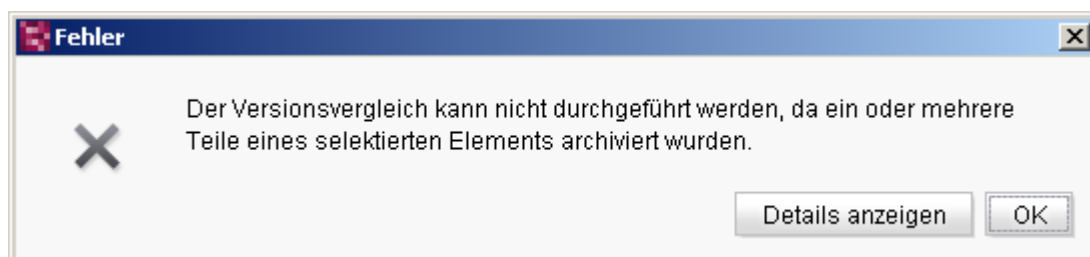 Fehler
Der Versionsvergleich kann nicht durchgeführt werden, da ein oder mehrere
Teile eines selektierten Elements archiviert wurden.
Details anzeigen OK